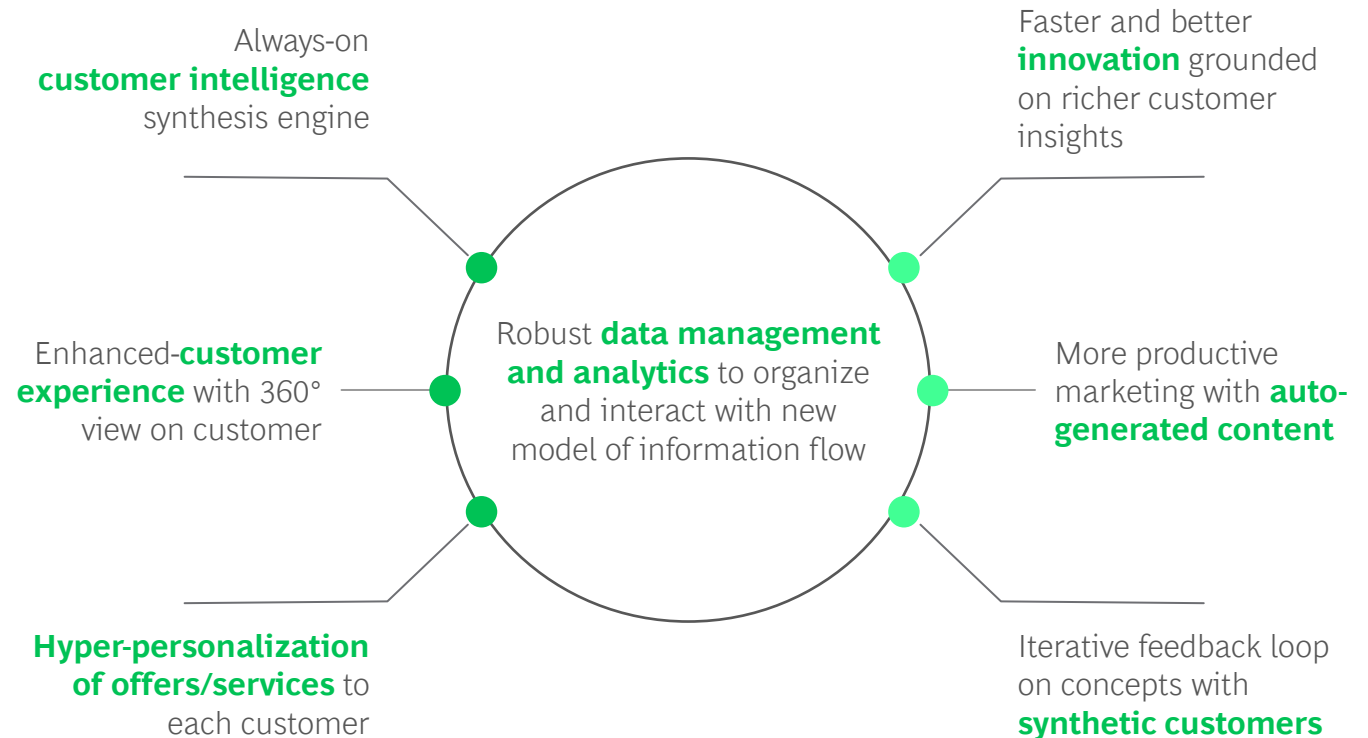 Always-on
customer intelligence
synthesis engine
Faster and better
innovation grounded
on richer customer
insights
Enhanced-customer
experience with 360°
view on customer
Robust data management
and analytics to organize
and interact with new
model of information flow
More productive
marketing with auto-
generated content
Hyper-personalization
of offers/services to
each customer
Iterative feedback loop
on concepts with
synthetic customers